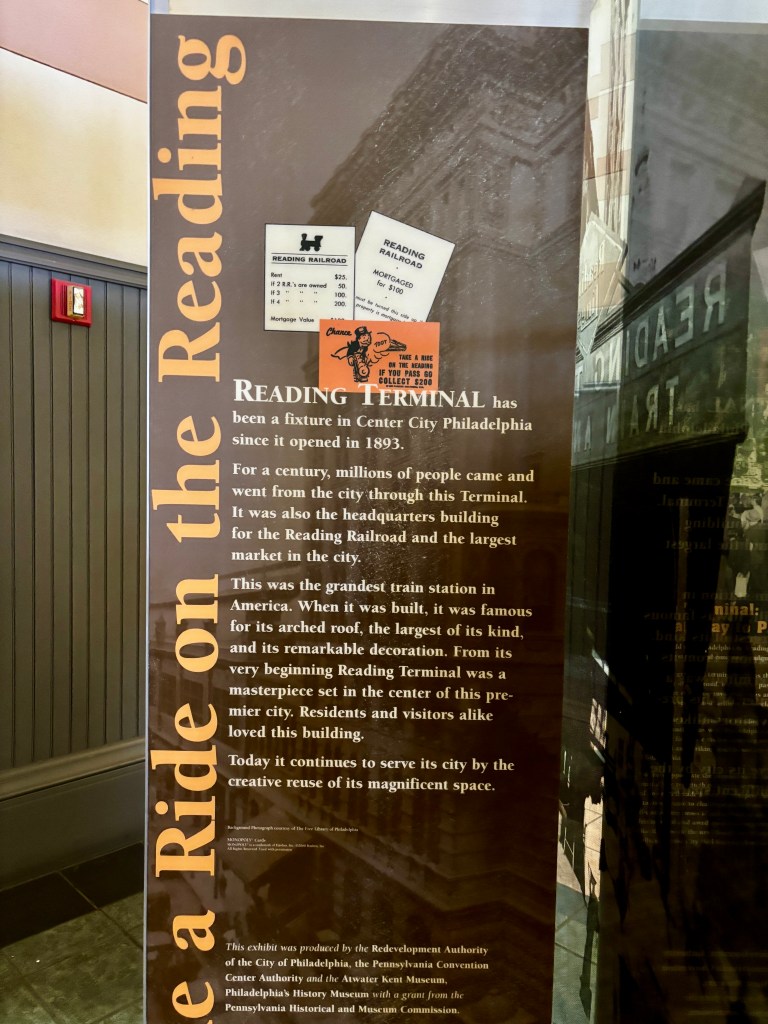 e a Ride on the Reading
READING RAILROAD
Rent $25.
If 2 R.R.'s are owned 50.
If 3 " " " 100.
If 4 " " " 200.
Mortgage Value
READING
RAILROAD
MORTGAGED
for $100
must be turned this side
Chance
TAKE A RIDE
ON THE READING
IF YOU PASS GO
COLLECT $200
READING TERMINAL has
been a fixture in Center City Philadelphia
since it opened in 1893.
For a century, millions of people came and
went from the city through this Terminal.
It was also the headquarters building
for the Reading Railroad and the largest
market in the city.
This was the grandest train station in
America. When it was built, it was famous
for its arched roof, the largest of its kind,
and its remarkable decoration. From its
very beginning Reading Terminal was a
masterpiece set in the center of this pre-
mier city. Residents and visitors alike
loved this building.
Today it continues to serve its city by the
creative reuse of its magnificent space.
Background Photograph courtesy of The Free Library of Philadelphia
MONOPOLY® Cards
This exhibit was produced by the Redevelopment Authority
of the City of Philadelphia, the Pennsylvania Convention
Center Authority and the Atwater Kent Museum,
Philadelphia's History Museum with a grant from the
Pennsylvania Historical and Museum Commission.
READING